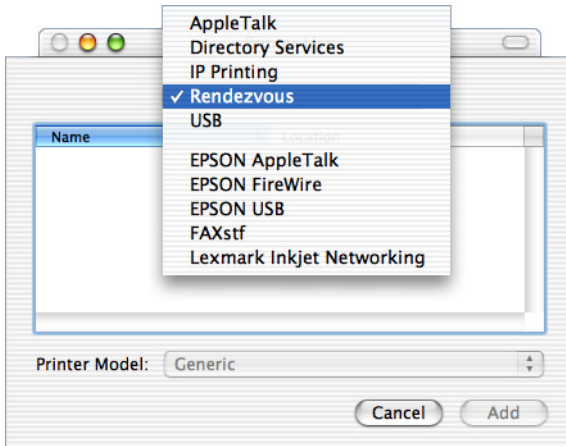 AppleTalk
Directory Services
IP Printing
✓ Rendezvous
USB
Name Location
EPSON AppleTalk
EPSON FireWire
EPSON USB
FAXstf
Lexmark Inkjet Networking
Printer Model: Generic
Cancel Add